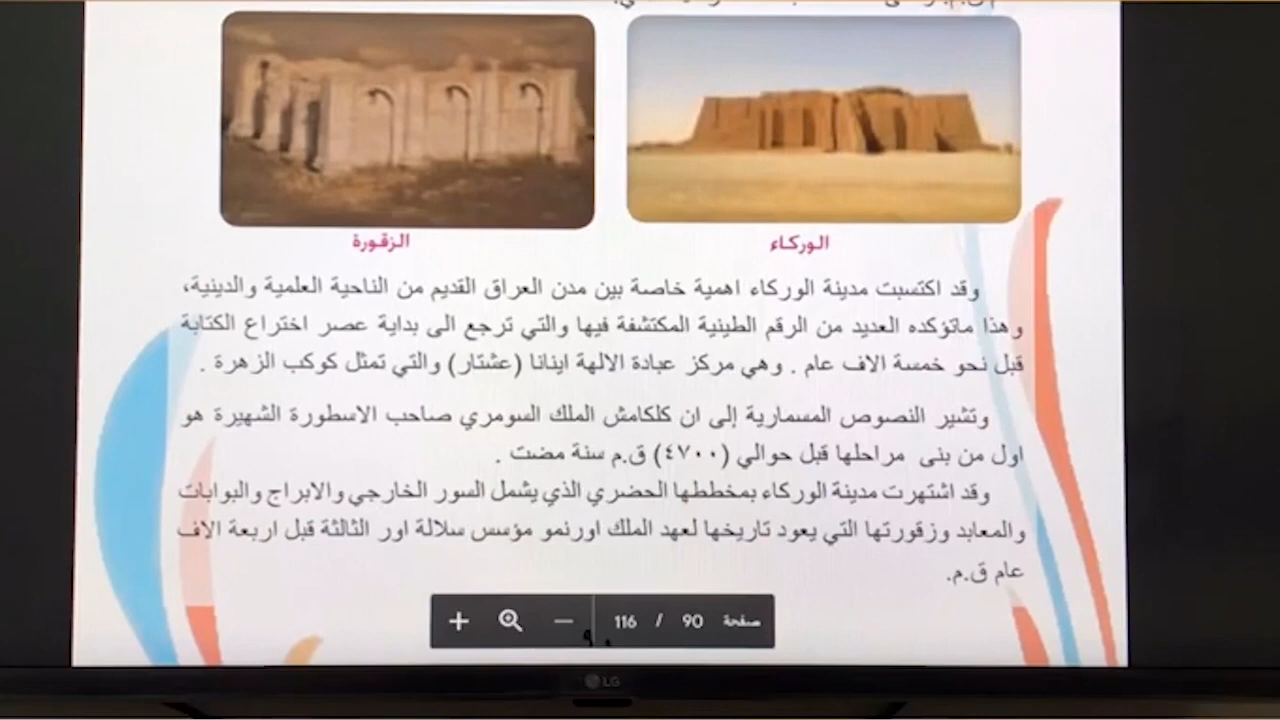 الزقورة
الوركاء
وقد اكتسبت مدينة الوركاء اهمية خاصة بين مدن العراق القديم من الناحية العلمية والدينية،
وهذا ماتؤكده العديد من الرقم الطينية المكتشفة فيها والتي ترجع الى بداية عصر اختراع الكتابة
قبل نحو خمسة الاف عام . وهي مركز عبادة الالهة اينانا (عشتار) والتي تمثل كوكب الزهرة .
وتشير النصوص المسمارية إلى ان كلكامش الملك السومري صاحب الاسطورة الشهيرة هو
اول من بنى مراحلها قبل حوالي (٤٧٠٠) ق.م سنة مضت .
وقد اشتهرت مدينة الوركاء بمخططها الحضري الذي يشمل السور الخارجي والابراج والبوابات
والمعابد وزقورتها التي يعود تاريخها لعهد الملك اورنمو مؤسس سلالة اور الثالثة قبل اربعة الاف
عام ق.م.
صفحة 90 / 116
LG